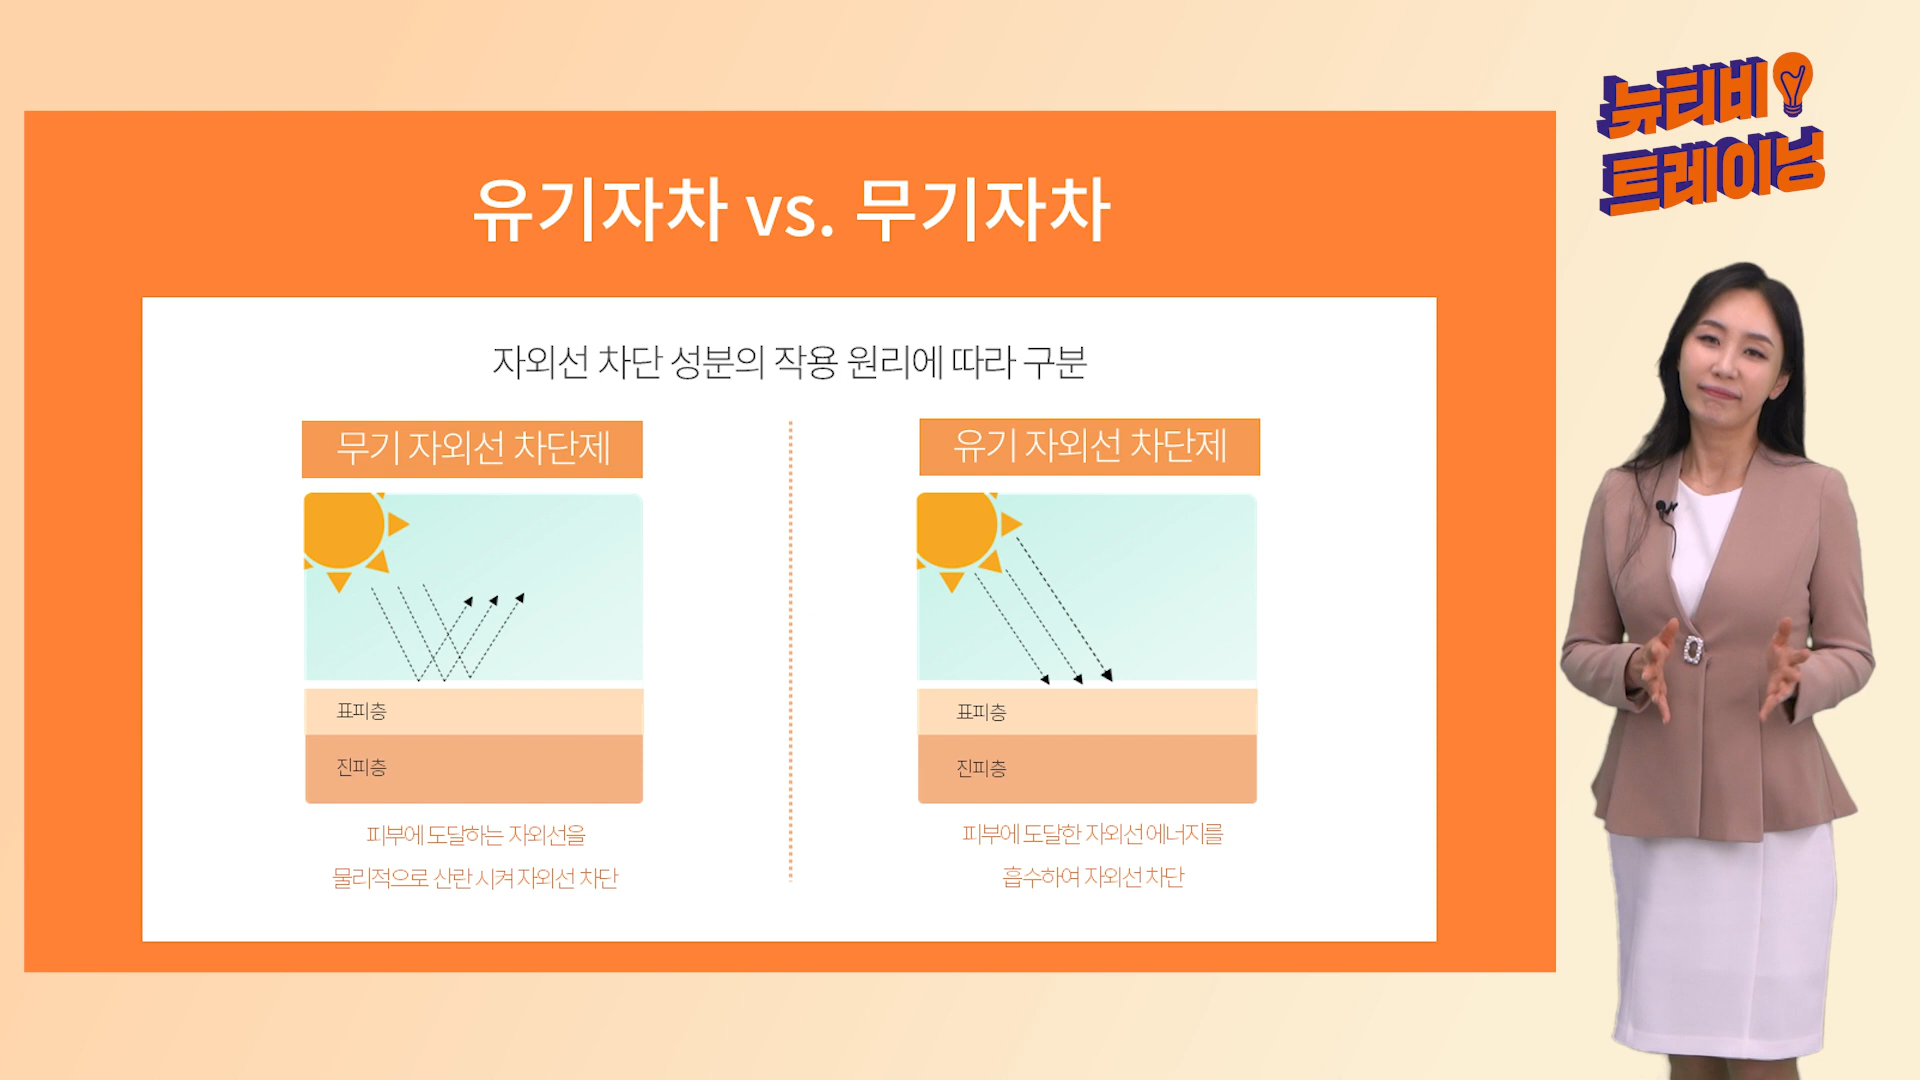 뉴티비
트레이닝
유기자차 vs. 무기자차
자외선 차단 성분의 작용 원리에 따라 구분
무기 자외선 차단제
표피층
진피층
피부에 도달하는 자외선을
물리적으로 산란 시켜 자외선 차단
유기 자외선 차단제
표피층
진피층
피부에 도달한 자외선 에너지를
흡수하여 자외선 차단